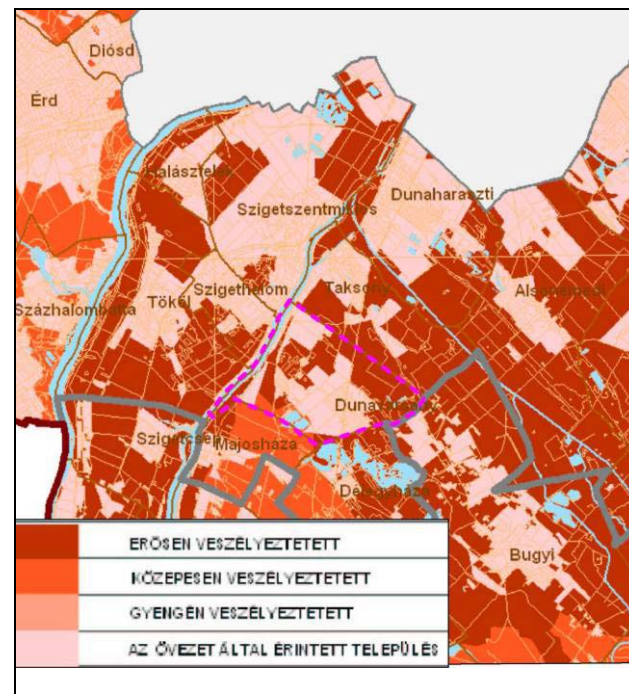 Diósd
Érd
Halásztelek
Dunaharaszti
Szigetszentmiklós
Szigethalom
Taksony
Alsónémedi
Százhalombatta
Tököl
Dunavarsány
Szigetcsép
Majosháza
Délegyháza
Bugyi
ERŐSEN VESZÉLYEZTETETT
KÖZEPESEN VESZÉLYEZTETETT
GYENGÉN VESZÉLYEZTETETT
AZ ÖVEZET ÁLTAL ÉRINTETT TELEPÜLÉS